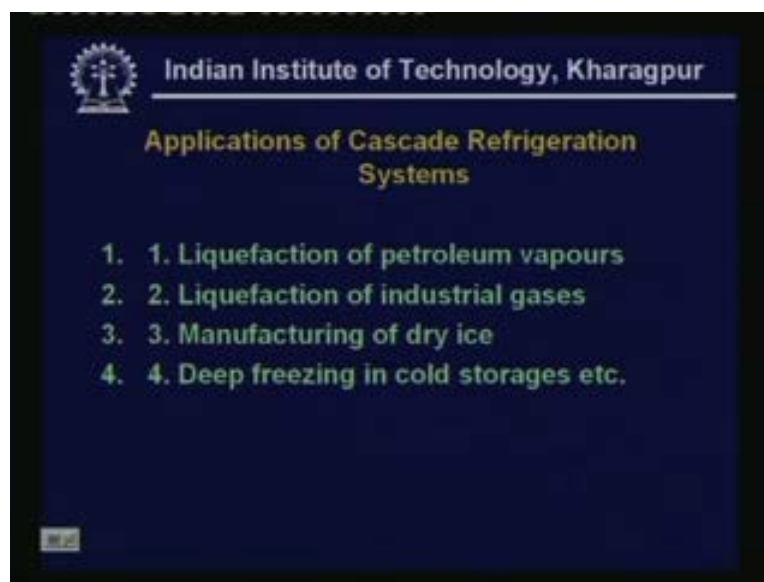 Indian Institute of Technology, Kharagpur
Applications of Cascade Refrigeration
Systems
1. 1. Liquefaction of petroleum vapours
2. 2. Liquefaction of industrial gases
3. 3. Manufacturing of dry ice
4. 4. Deep freezing in cold storages etc.